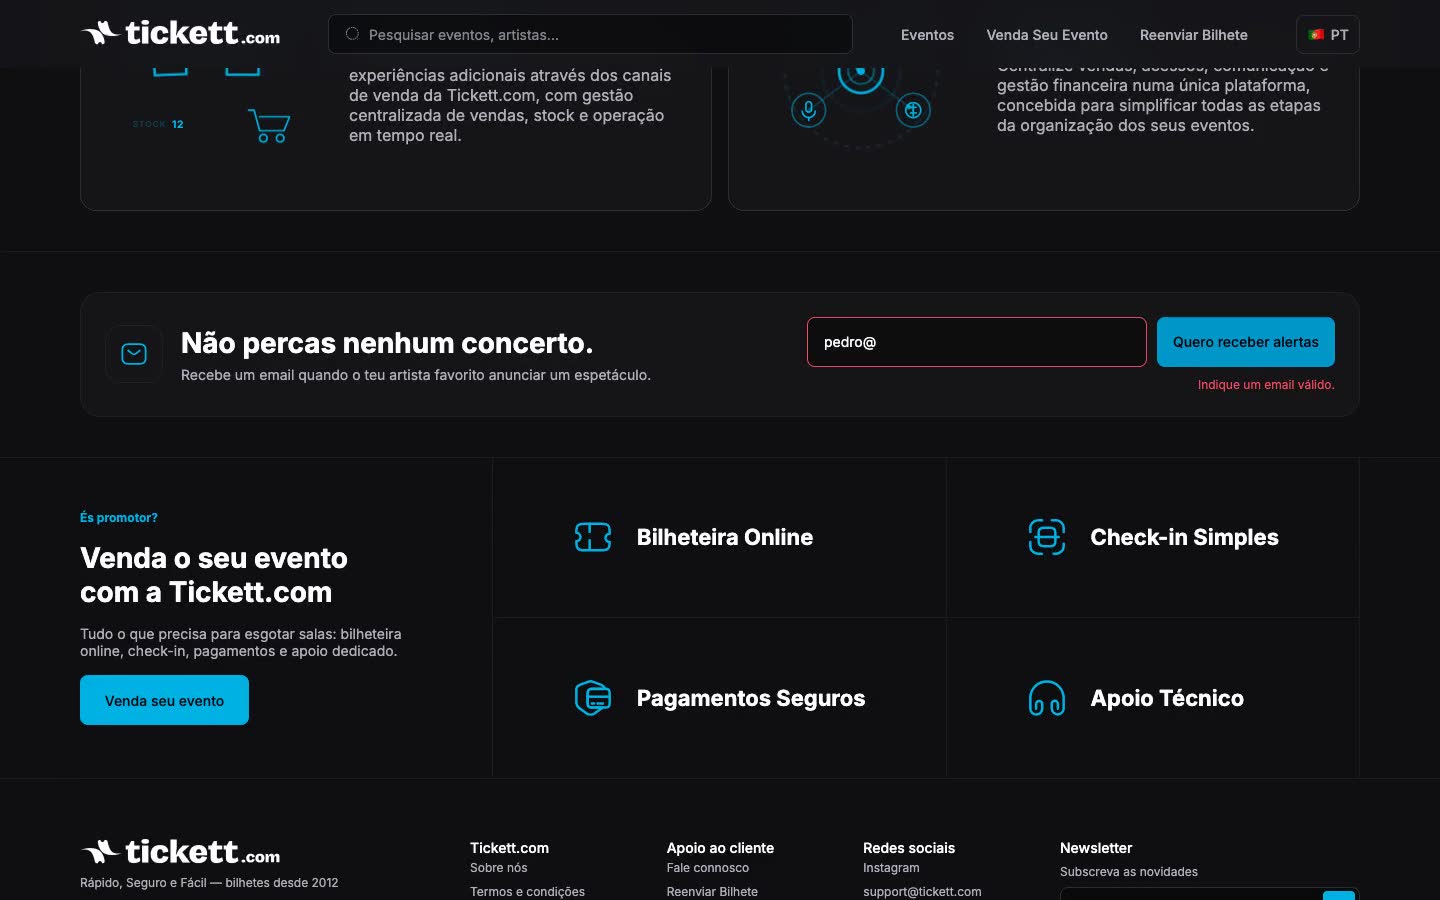 tickett.com
Pesquisar eventos, artistas...
Eventos
Venda Seu Evento
Reenviar Bilhete
PT
experiências adicionais através dos canais
de venda da Tickett.com, com gestão
centralizada de vendas, stock e operação
em tempo real.
STOCK 12
Centralize vendas, acessos, comunicação e
gestão financeira numa única plataforma,
concebida para simplificar todas as etapas
da organização dos seus eventos.
Não percas nenhum concerto.
Recebe um email quando o teu artista favorito anunciar um espetáculo.
pedro@
Quero receber alertas
Indique um email válido.
És promotor?
Venda o seu evento
com a Tickett.com
Tudo o que precisa para esgotar salas: bilheteira
online, check-in, pagamentos e apoio dedicado.
Venda seu evento
Bilheteira Online
Check-in Simples
Pagamentos Seguros
Apoio Técnico
tickett.com
Rápido, Seguro e Fácil — bilhetes desde 2012
Tickett.com
Sobre nós
Termos e condições
Apoio ao cliente
Fale connosco
Reenviar Bilhete
Redes sociais
Instagram
support@tickett.com
Newsletter
Subscreva as novidades